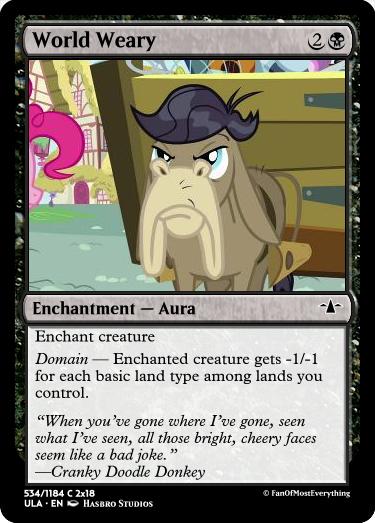 World Weary 2
Enchantment — Aura
Enchant creature
Domain — Enchanted creature gets -1/-1
for each basic land type among lands you
control.
“When you’ve gone where I’ve gone, seen
what I’ve seen, all those bright, cheery faces
seem like a bad joke.”
—Cranky Doodle Donkey
534/1184 C 2x18
ULA • EN Hasbro Studios © FanOfMostEverything